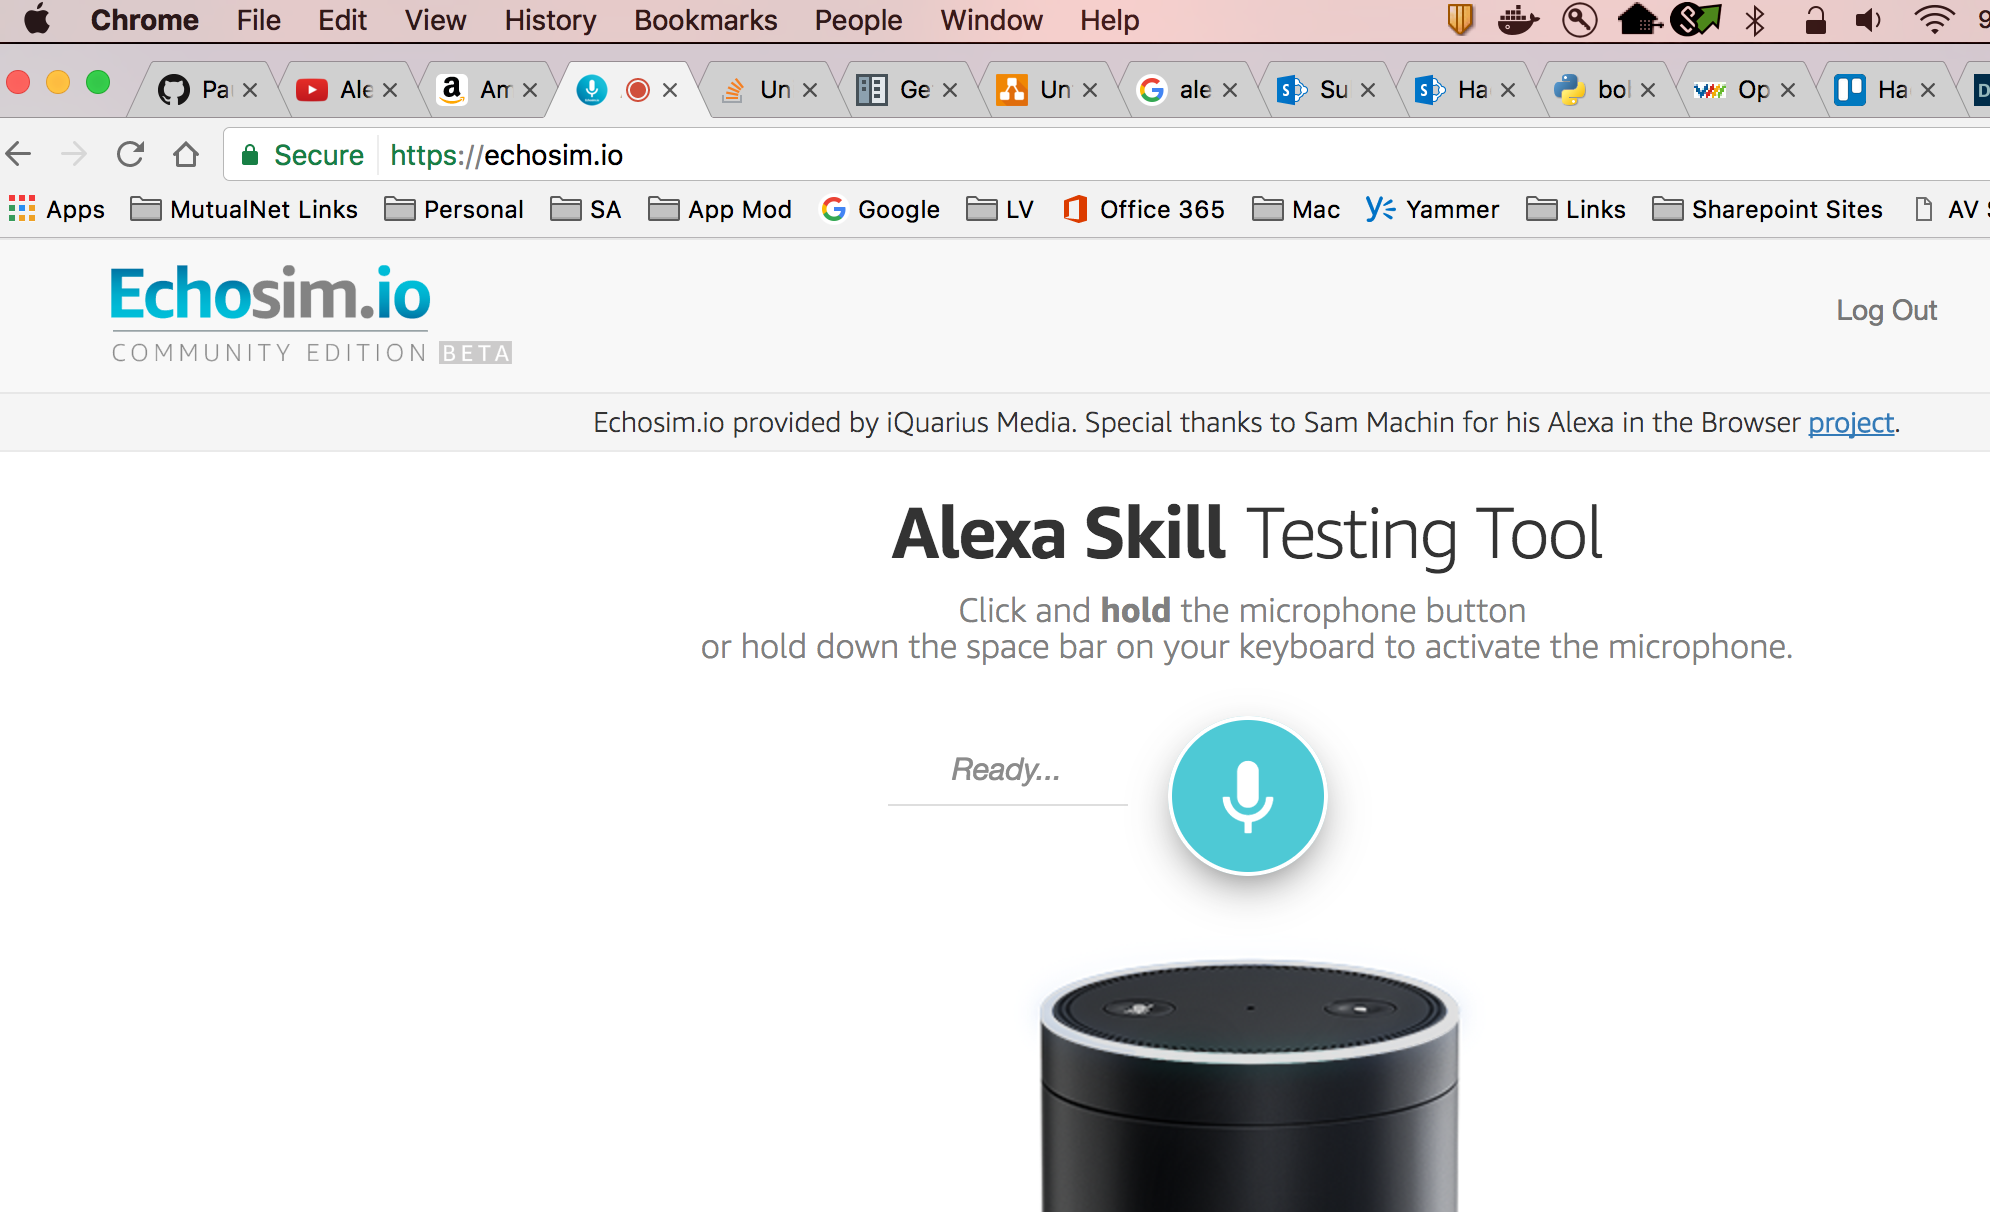 Chrome File Edit View History Bookmarks People Window Help
Pa Ale Am Un Ge Un ale Su Ha bol Op Ha
Secure https://echosim.io
Apps MutualNet Links Personal SA App Mod Google LV Office 365 Mac Yammer Links Sharepoint Sites AV
Echosim.io
COMMUNITY EDITION BETA
Log Out
Echosim.io provided by iQuarius Media. Special thanks to Sam Machin for his Alexa in the Browser project.
Alexa Skill Testing Tool
Click and hold the microphone button
or hold down the space bar on your keyboard to activate the microphone.
Ready...